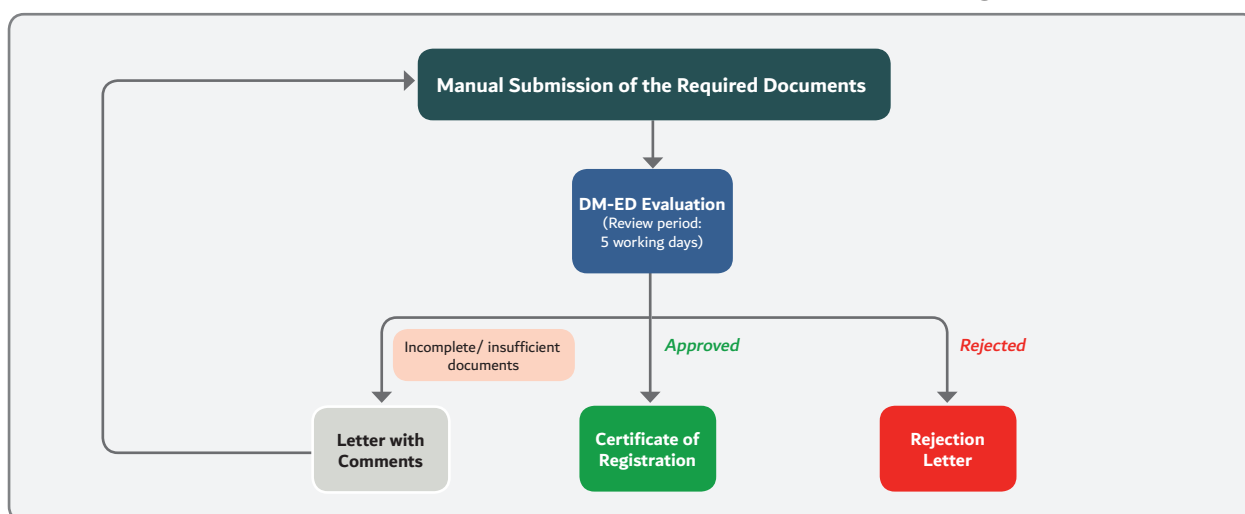 Manual Submission of the Required Documents
DM-ED Evaluation
(Review period:
5 working days)
Incomplete/ insufficient
documents
Approved
Rejected
Letter with
Comments
Certificate of
Registration
Rejection
Letter